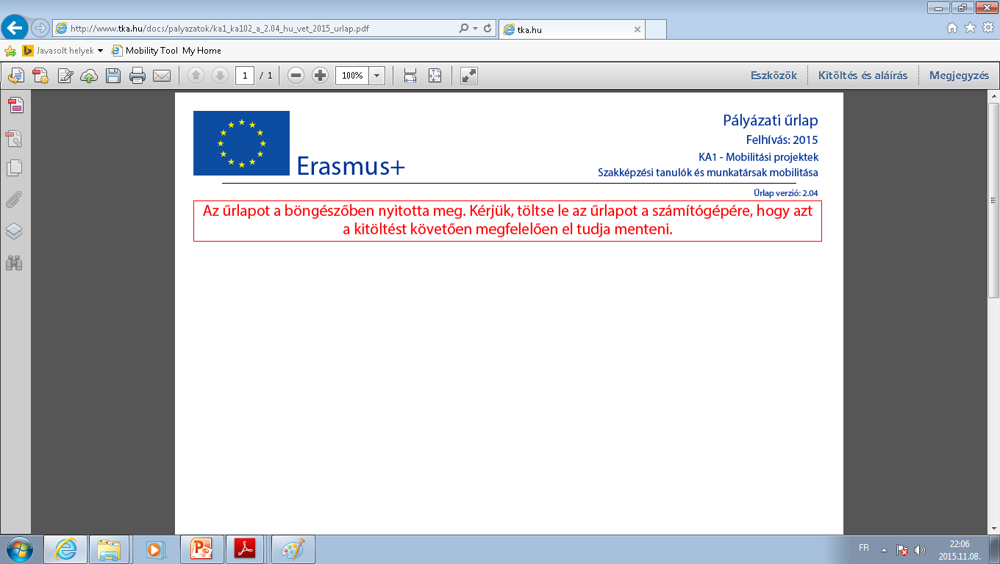 http://www.tka.hu/docs/palyazatok/ka1_ka102_a_2.04_hu_vet_2015_urlap.pdf
tka.hu
Javasolt helyek
Mobility Tool My Home
1 / 1
100%
Eszközök
Kitöltés és aláírás
Megjegyzés
Pályázati űrlap
Felhívás: 2015
Erasmus+
KA1 - Mobilitási projektek
Szakképzési tanulók és munkatársak mobilitása
Űrlap verzió: 2.04
Az űrlapot a böngészőben nyitotta meg. Kérjük, töltse le az űrlapot a számítógépére, hogy azt
a kitöltést követően megfelelően el tudja menteni.
FR
22:06
2015.11.08.